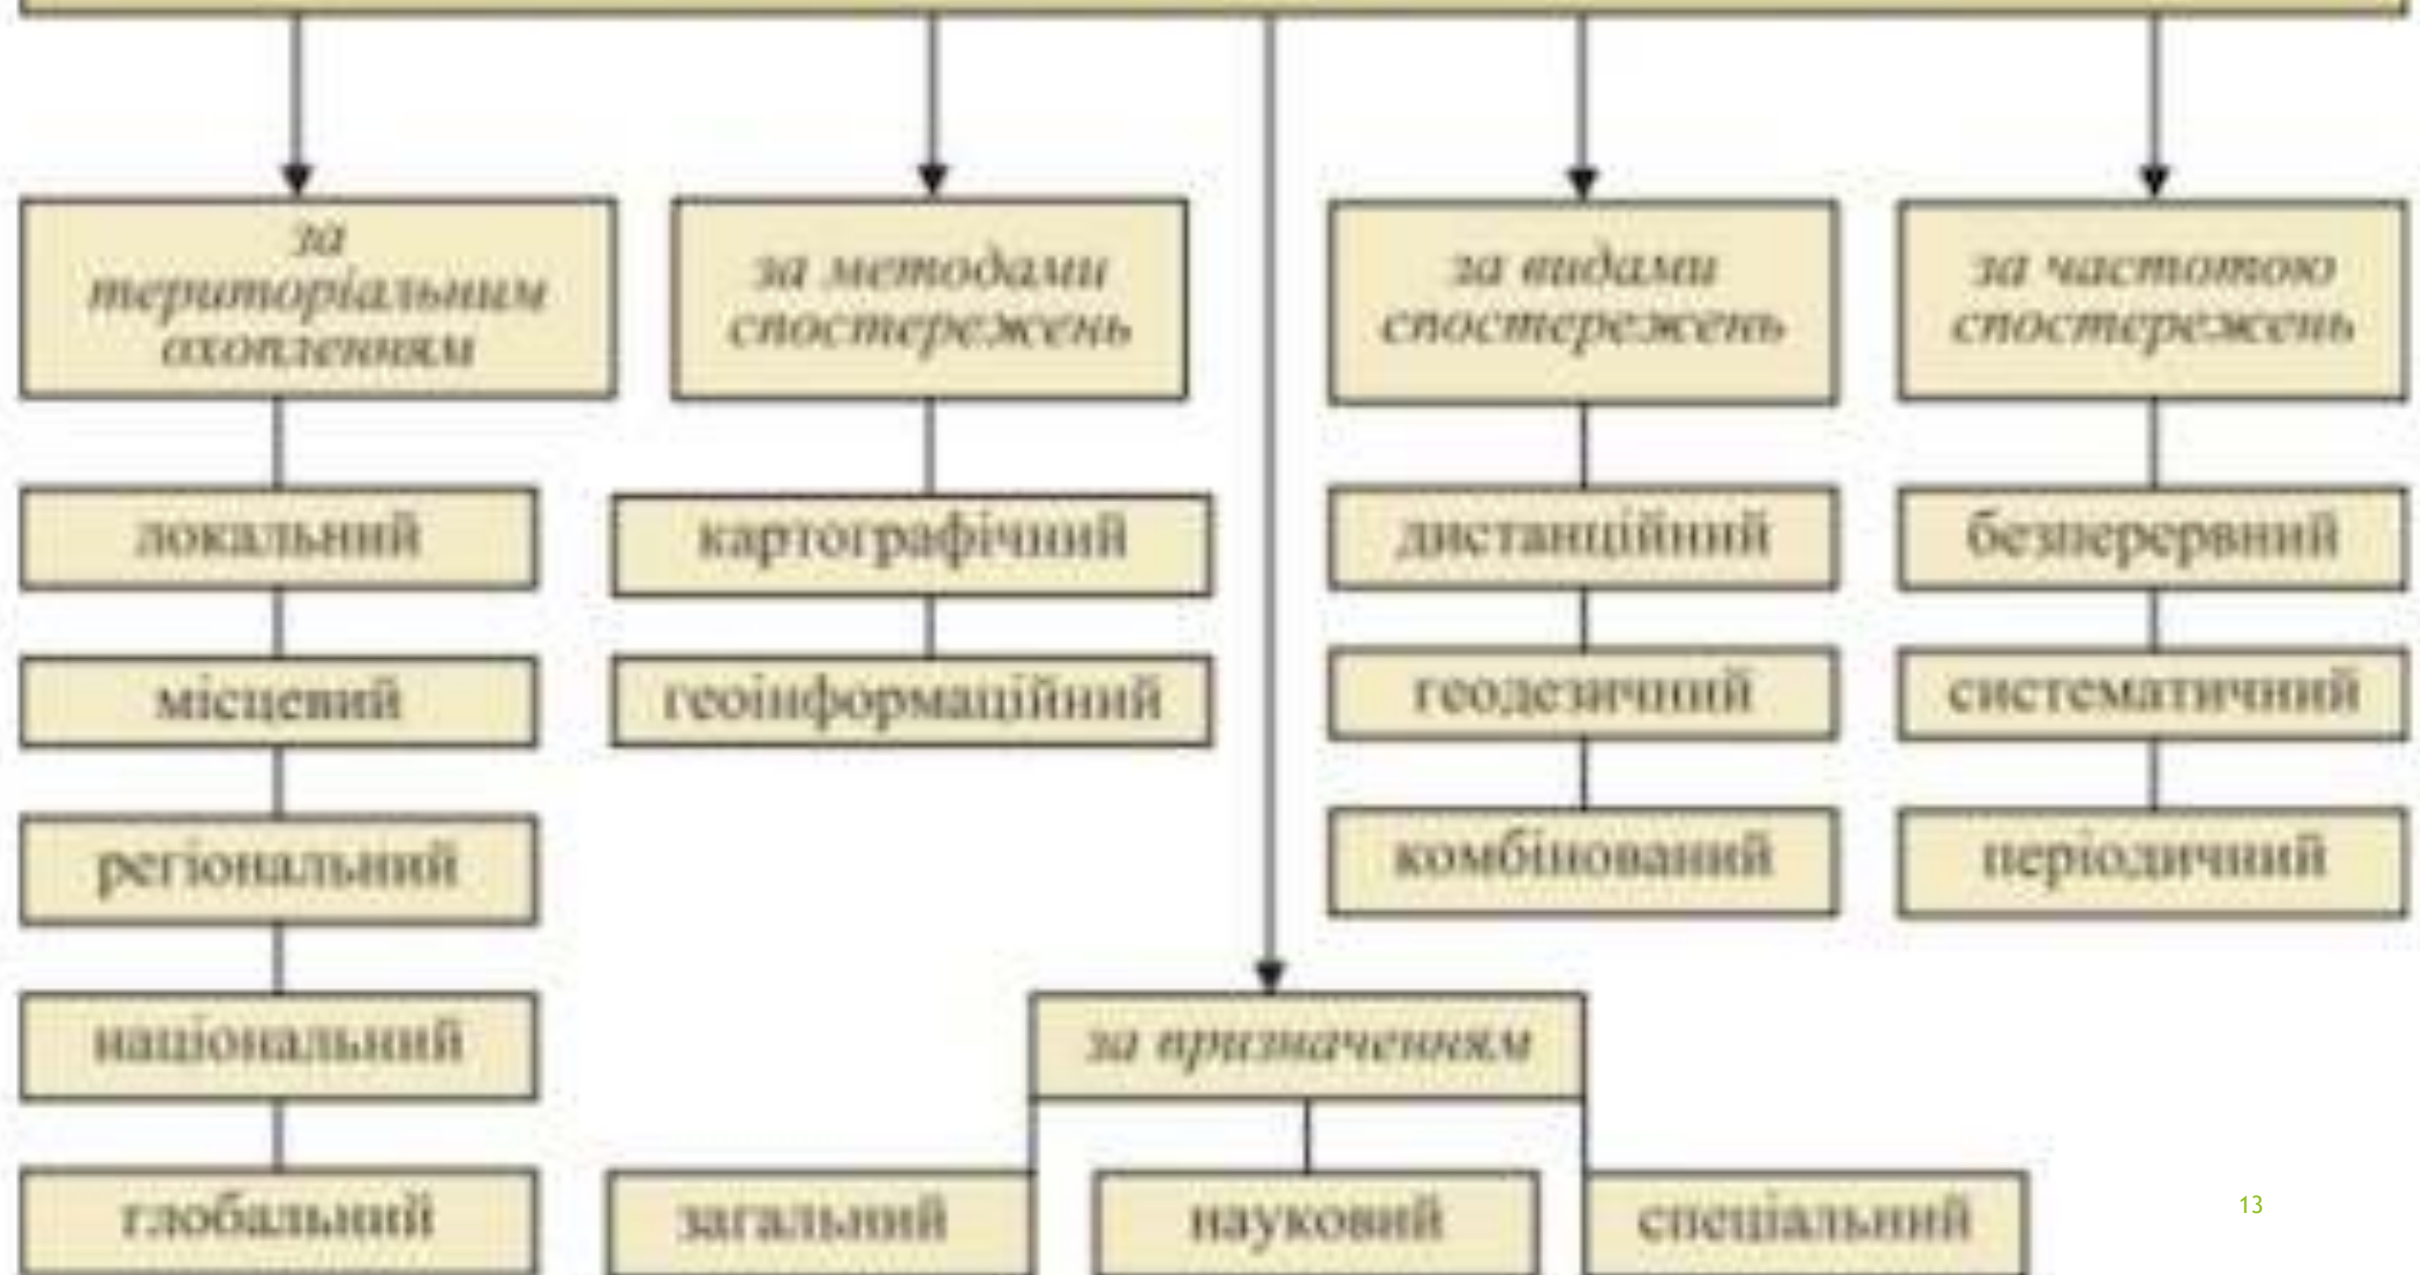 за
територіальним
охопленням
локальний
місцевий
регіональний
національний
глобальний
за методами
спостережень
картографічний
геоінформаційний
за видами
спостережень
дистанційний
геодезичний
комбінований
за частотою
спостережень
безперервний
систематичний
періодичний
за призначенням
загальний
науковий
спеціальний
13